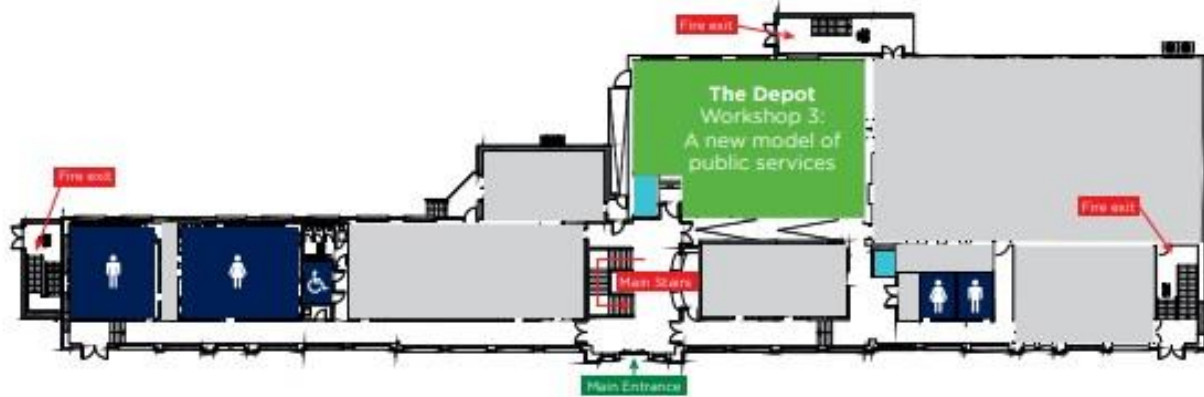 Fire exit
The Depot
Workshop 3:
A new model of
public services
Fire exit
Fire exit
Main Stairs
Main Entrance